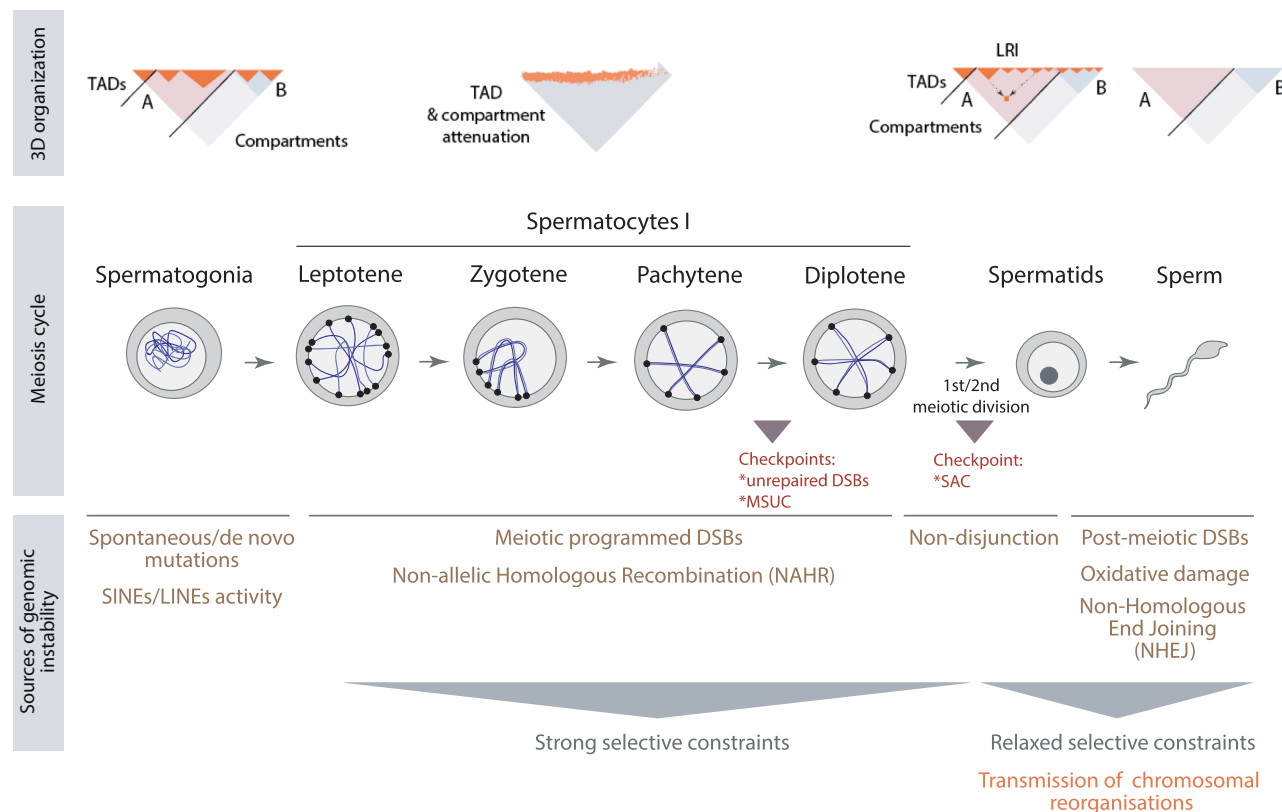 3D organization
TADs
A
B
Compartments
TAD
& compartment
attenuation
LRI
TADs
A
B
Compartments
A
B
Meiosis cycle
Spermatocytes I
Spermatogonia
Leptotene
Zygotene
Pachytene
Diplotene
Spermatids
Sperm
1st/2nd
meiotic division
Checkpoints:
*unrepaired DSBs
*MSUC
Checkpoint:
*SAC
Sources of genomic
instability
Spontaneous/de novo
mutations
SINEs/LINEs activity
Meiotic programmed DSBs
Non-allelic Homologous Recombination (NAHR)
Non-disjunction
Post-meiotic DSBs
Oxidative damage
Non-Homologous
End Joining
(NHEJ)
Strong selective constraints
Relaxed selective constraints
Transmission of chromosomal
reorganisations